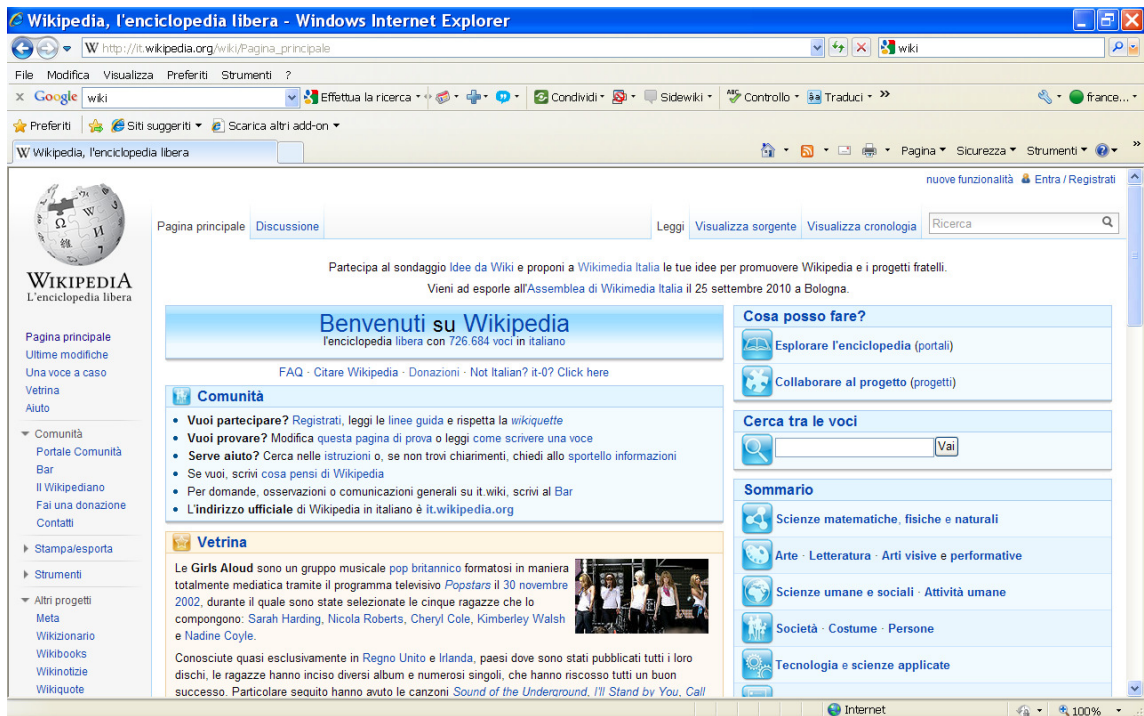 Wikipedia, l'enciclopedia libera - Windows Internet Explorer
http://it.wikipedia.org/wiki/Pagina_principale
wiki
File Modifica Visualizza Preferiti Strumenti ?
x Google wiki Effettua la ricerca Condividi Sidewiki Controllo Traduci » france...
Preferiti Siti suggeriti Scarica altri add-on
Wikipedia, l'enciclopedia libera Pagina Sicurezza Strumenti »
nuove funzionalità Entra / Registrati
Pagina principale Discussione Leggi Visualizza sorgente Visualizza cronologia Ricerca
WIKIPEDIA
L'enciclopedia libera
Pagina principale
Ultime modifiche
Una voce a caso
Vetrina
Aiuto
Comunità
Portale Comunità
Bar
Il Wikipediano
Fai una donazione
Contatti
Stampa/esporta
Strumenti
Altri progetti
Meta
Wikizionario
Wikibooks
Wikinotizie
Wikiquote
Partecipa al sondaggio Idee da Wiki e proponi a Wikimedia Italia le tue idee per promuovere Wikipedia e i progetti fratelli.
Vieni ad esporle all'Assemblea di Wikimedia Italia il 25 settembre 2010 a Bologna.
Benvenuti su Wikipedia
l'enciclopedia libera con 726.684 voci in italiano
FAQ · Citare Wikipedia · Donazioni · Not Italian? it-0? Click here
Comunità
• Vuoi partecipare? Registrati, leggi le linee guida e rispetta la wikiquette
• Vuoi provare? Modifica questa pagina di prova o leggi come scrivere una voce
• Serve aiuto? Cerca nelle istruzioni o, se non trovi chiarimenti, chiedi allo sportello informazioni
• Se vuoi, scrivi cosa pensi di Wikipedia
• Per domande, osservazioni o comunicazioni generali su it.wiki, scrivi al Bar
• L'indirizzo ufficiale di Wikipedia in italiano è it.wikipedia.org
Vetrina
Le Girls Aloud sono un gruppo musicale pop britannico formatosi in maniera
totalmente mediatica tramite il programma televisivo Popstars il 30 novembre
2002, durante il quale sono state selezionate le cinque ragazze che lo
compongono: Sarah Harding, Nicola Roberts, Cheryl Cole, Kimberley Walsh
e Nadine Coyle.
Conosciute quasi esclusivamente in Regno Unito e Irlanda, paesi dove sono stati pubblicati tutti i loro
dischi, le ragazze hanno inciso diversi album e numerosi singoli, che hanno riscosso tutti un buon
successo. Particolare seguito hanno avuto le canzoni Sound of the Underground, I'll Stand by You, Call
Cosa posso fare?
Esplorare l'enciclopedia (portali)
Collaborare al progetto (progetti)
Cerca tra le voci
Vai
Sommario
Scienze matematiche, fisiche e naturali
Arte · Letteratura · Arti visive e performative
Scienze umane e sociali · Attività umane
Società · Costume · Persone
Tecnologia e scienze applicate
Internet 100%